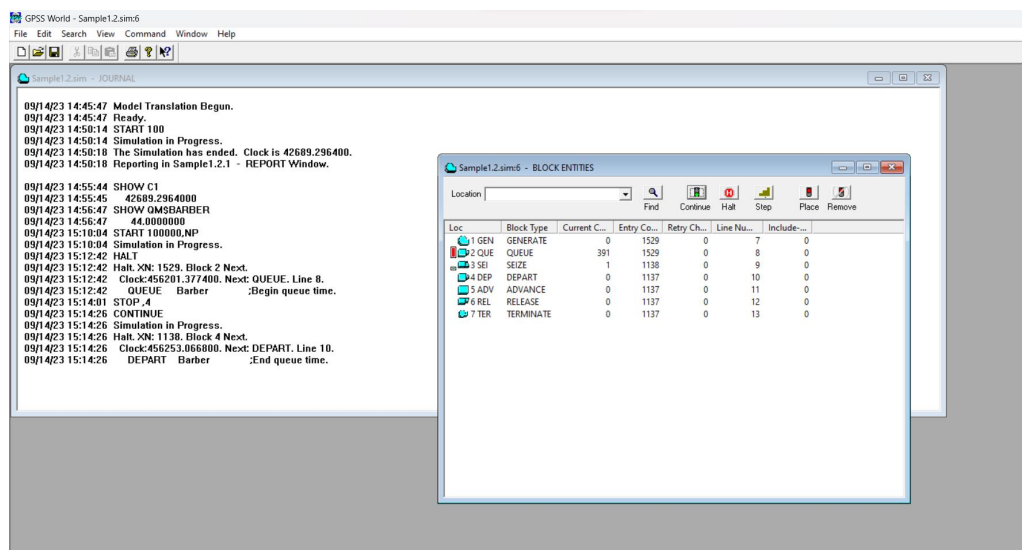 GPSS World - Sample1.2.sim:6
File Edit Search View Command Window Help
Sample1.2.sim - JOURNAL
09/14/23 14:45:47 Model Translation Begun.
09/14/23 14:45:47 Ready.
09/14/23 14:50:14 START 100
09/14/23 14:50:14 Simulation in Progress.
09/14/23 14:50:18 The Simulation has ended. Clock is 42689.296400.
09/14/23 14:50:18 Reporting in Sample1.2.1 - REPORT Window.
09/14/23 14:55:44 SHOW C1
09/14/23 14:55:45 42689.2964000
09/14/23 14:56:47 SHOW QM$BARBER
09/14/23 14:56:47 44.0000000
09/14/23 15:10:04 START 100000,NP
09/14/23 15:10:04 Simulation in Progress.
09/14/23 15:12:42 HALT
09/14/23 15:12:42 Halt. XN: 1529. Block 2 Next.
09/14/23 15:12:42 Clock:456201.377400. Next: QUEUE. Line 8.
09/14/23 15:12:42 QUEUE Barber ;Begin queue time.
09/14/23 15:14:01 STOP ,4
09/14/23 15:14:26 CONTINUE
09/14/23 15:14:26 Simulation in Progress.
09/14/23 15:14:26 Halt. XN: 1138. Block 4 Next.
09/14/23 15:14:26 Clock:456253.066800. Next: DEPART. Line 10.
09/14/23 15:14:26 DEPART Barber ;End queue time.
Sample1.2.sim:6 - BLOCK ENTITIES
Location
Find Continue Halt Step Place Remove
Loc Block Type Current C... Entry Co... Retry Ch... Line Nu... Include-...
1 GEN GENERATE 0 1529 0 7 0
2 QUE QUEUE 391 1529 0 8 0
3 SEI SEIZE 1 1138 0 9 0
4 DEP DEPART 0 1137 0 10 0
5 ADV ADVANCE 0 1137 0 11 0
6 REL RELEASE 0 1137 0 12 0
7 TER TERMINATE 0 1137 0 13 0